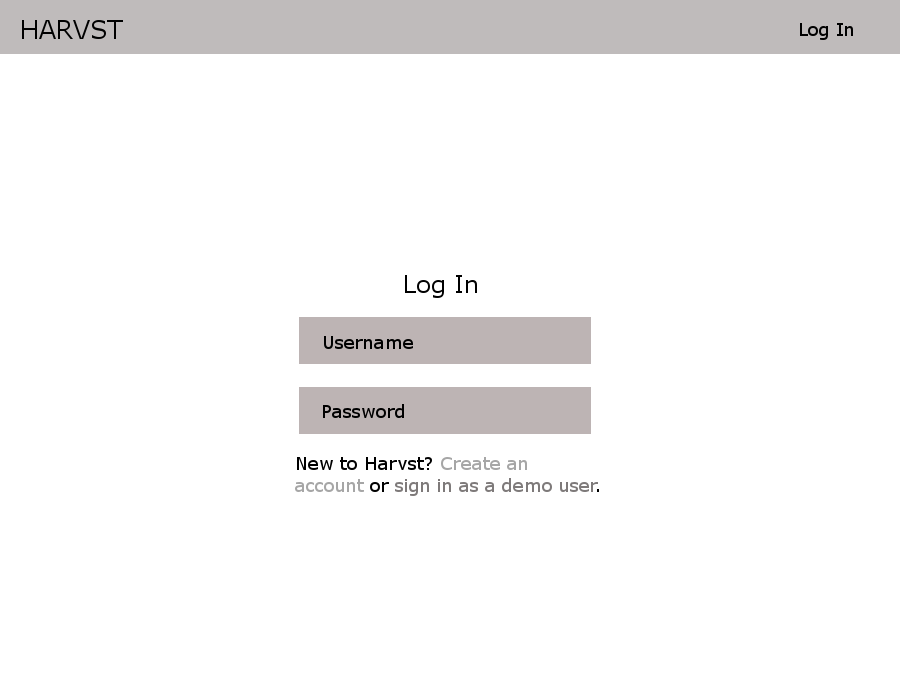 HARVST
Log In
Log In
Username
Password
New to Harvst? Create an
account or sign in as a demo user.